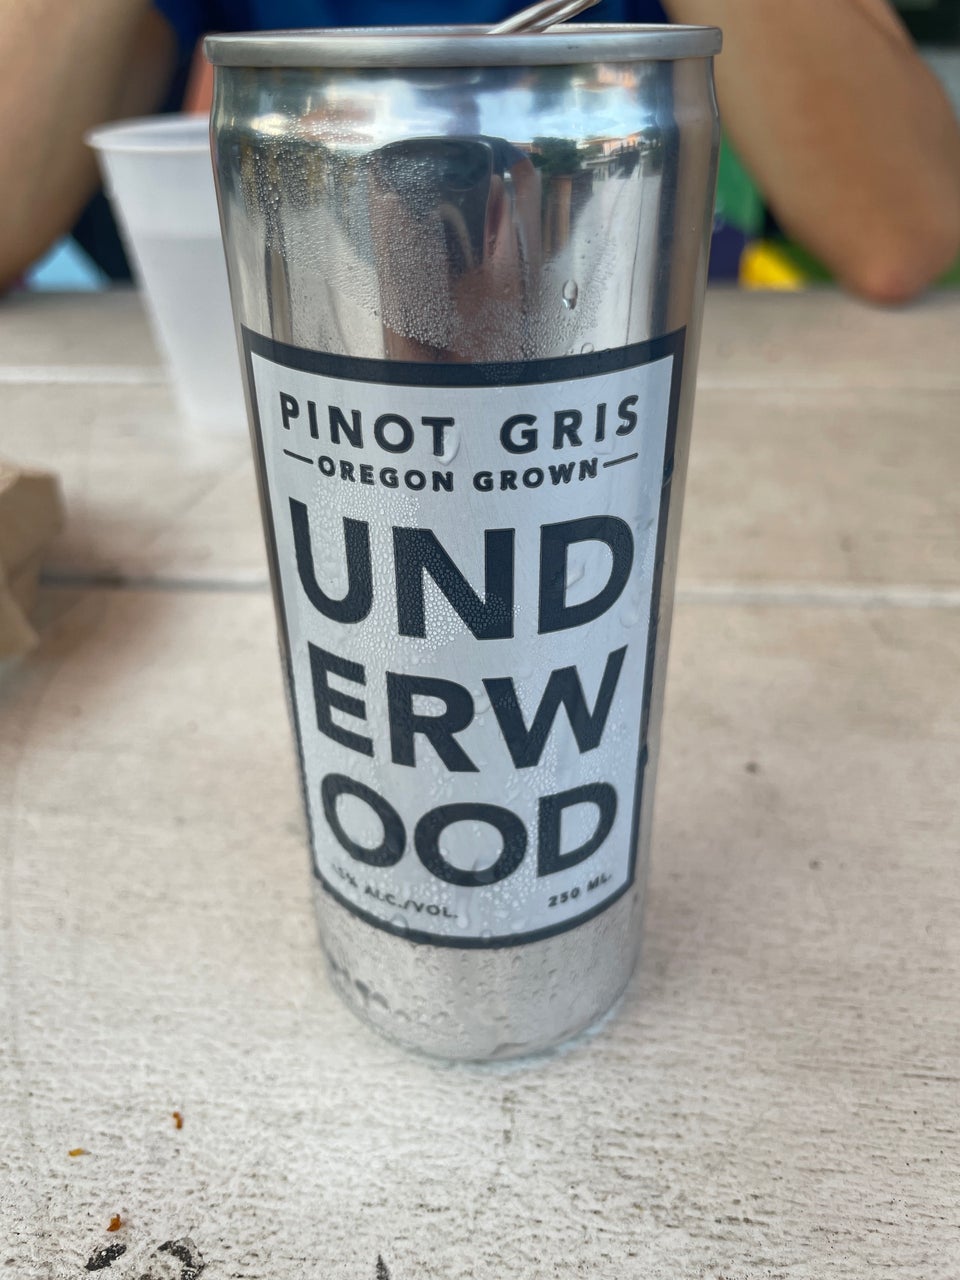 PINOT GRIS
OREGON GROWN
UND
ERW
OOD
ALC./VOL.
250 ML.